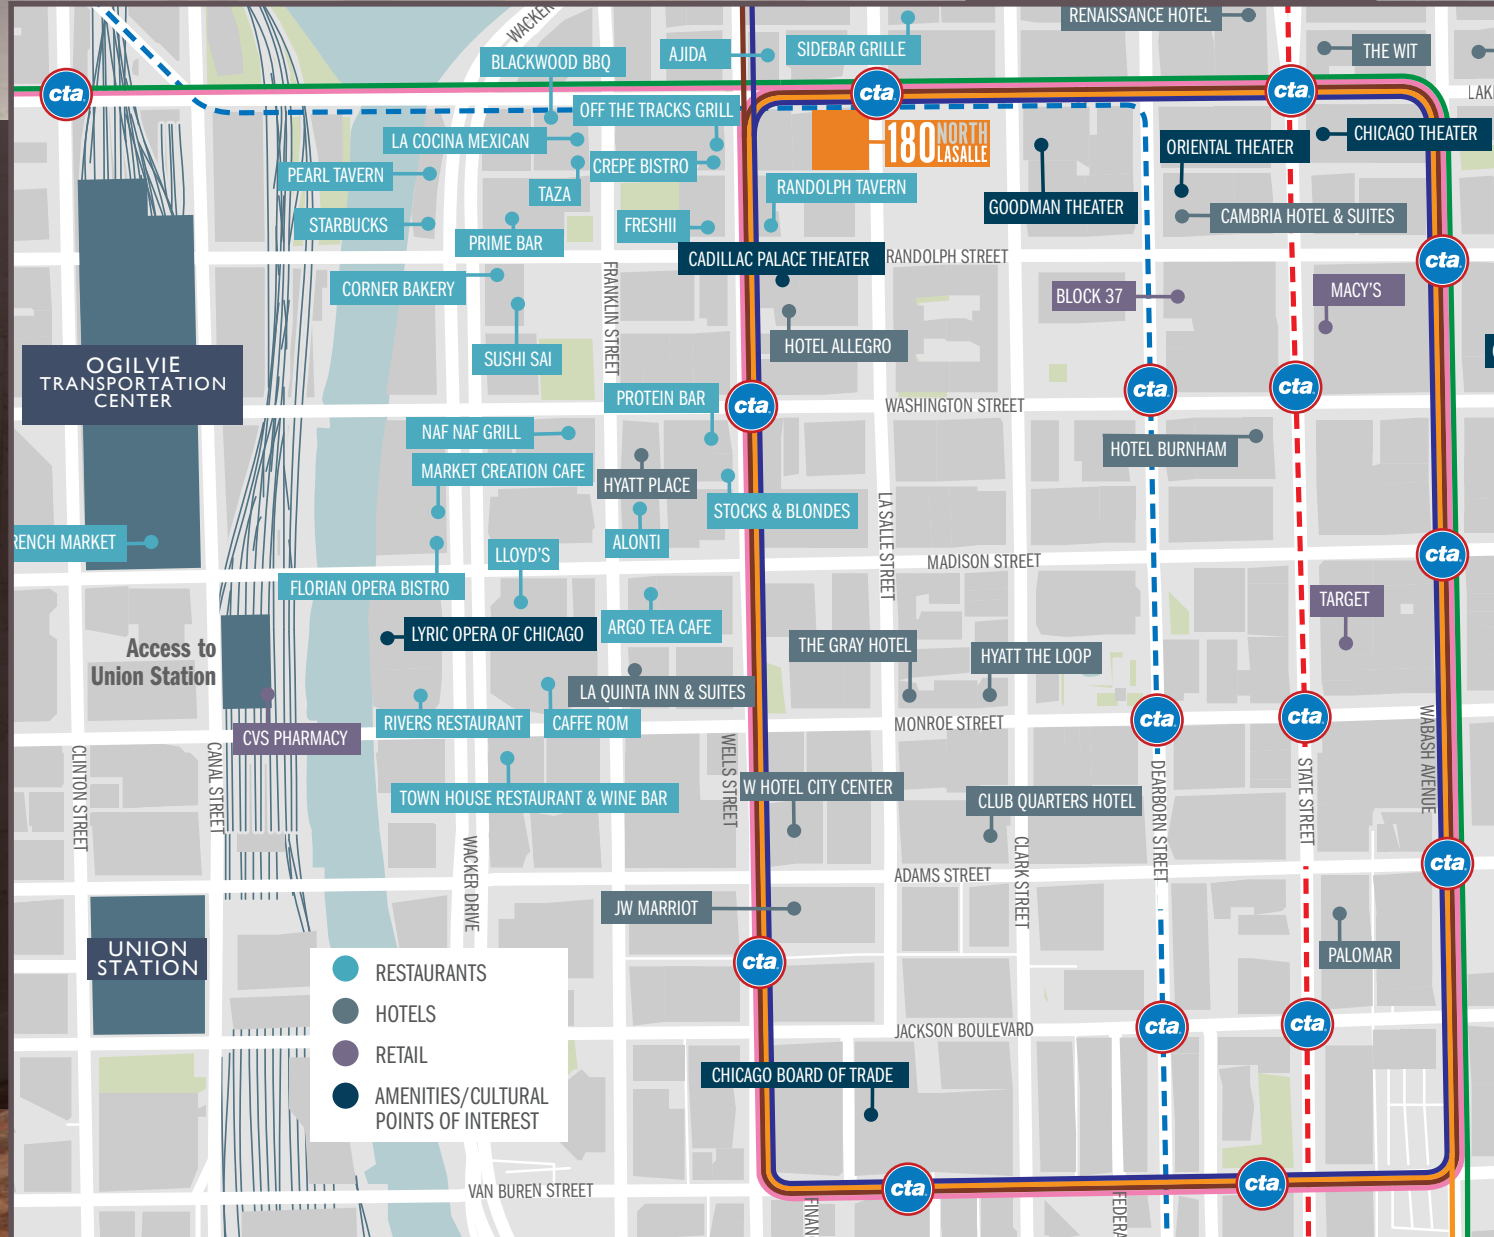 RENAISSANCE HOTEL
WACKER
AJIDA
SIDEBAR GRILLE
THE WIT
BLACKWOOD BBQ
cta
cta
cta
OFF THE TRACKS GRILL
180 NORTH
LASALLE
CHICAGO THEATER
LA COCINA MEXICAN
ORIENTAL THEATER
CREPE BISTRO
PEARL TAVERN
TAZA
RANDOLPH TAVERN
GOODMAN THEATER
STARBUCKS
FRESHII
CAMBRIA HOTEL & SUITES
PRIME BAR
CADILLAC PALACE THEATER
RANDOLPH STREET
cta
CORNER BAKERY
FRANKLIN STREET
BLOCK 37
MACY'S
SUSHI SAI
HOTEL ALLEGRO
OGILVIE
TRANSPORTATION
CENTER
PROTEIN BAR
cta
WASHINGTON STREET
cta
cta
NAF NAF GRILL
HOTEL BURNHAM
MARKET CREATION CAFE
HYATT PLACE
STOCKS & BLONDES
LA SALLE STREET
RENCH MARKET
LLOYD'S
ALONTI
MADISON STREET
cta
FLORIAN OPERA BISTRO
TARGET
LYRIC OPERA OF CHICAGO
ARGO TEA CAFE
Access to
Union Station
THE GRAY HOTEL
HYATT THE LOOP
LA QUINTA INN & SUITES
RIVERS RESTAURANT
CAFFE ROM
MONROE STREET
cta
cta
CVS PHARMACY
CLINTON STREET
CANAL STREET
WELLS STREET
DEARBORN STREET
STATE STREET
WABASH AVENUE
TOWN HOUSE RESTAURANT & WINE BAR
W HOTEL CITY CENTER
CLUB QUARTERS HOTEL
WACKER DRIVE
CLARK STREET
ADAMS STREET
cta
JW MARRIOT
UNION
STATION
cta
PALOMAR
RESTAURANTS
HOTELS
RETAIL
AMENITIES/CULTURAL
POINTS OF INTEREST
JACKSON BOULEVARD
cta
cta
CHICAGO BOARD OF TRADE
VAN BUREN STREET
cta
cta
FINAN
FEDERA